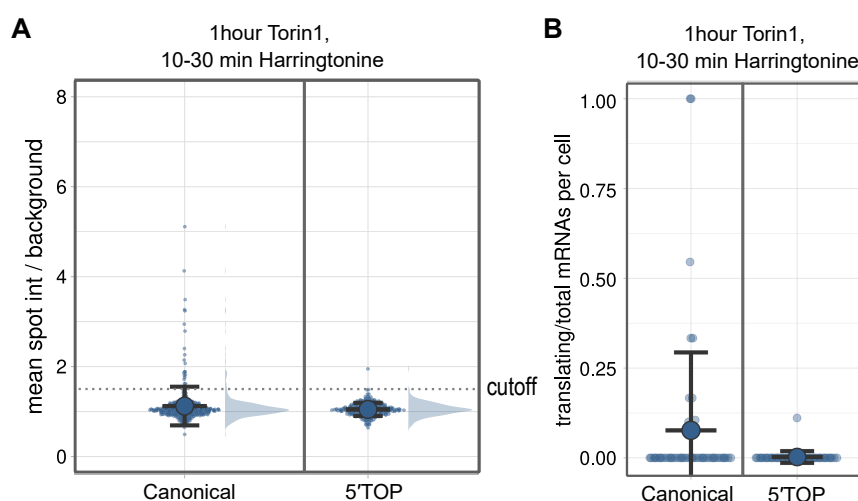 A
1hour Torin1,
10-30 min Harringtonine
mean spot int / background
8
6
4
2
0
cutoff
Canonical
5'TOP
B
1hour Torin1,
10-30 min Harringtonine
translating/total mRNAs per cell
1.00
0.75
0.50
0.25
0.00
Canonical
5'TOP